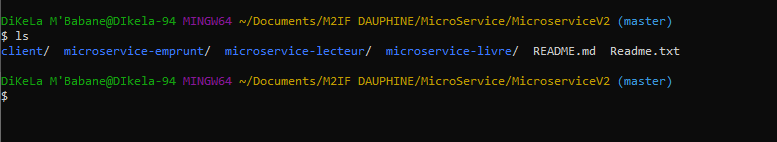 DiKeLa M'Babane@DIkela-94 MINGW64 ~/Documents/M2IF DAUPHINE/MicroService/MicroserviceV2 (master)
$ ls
client/  microservice-emprunt/  microservice-lecteur/  microservice-livre/  README.md  Readme.txt
DiKeLa M'Babane@DIkela-94 MINGW64 ~/Documents/M2IF DAUPHINE/MicroService/MicroserviceV2 (master)
$